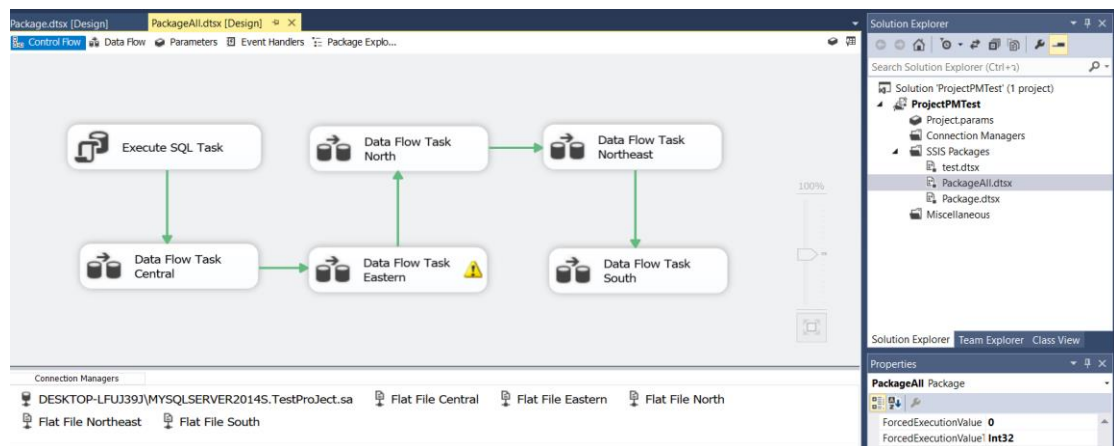 Package.dtsx [Design] PackageAll.dtsx [Design]
Control Flow Data Flow Parameters Event Handlers Package Explo...
Execute SQL Task
Data Flow Task
North
Data Flow Task
Northeast
Data Flow Task
Central
Data Flow Task
Eastern
Data Flow Task
South
100%
Connection Managers
DESKTOP-LFUJ39J\MYSQLSERVER2014S.TestProJect.sa Flat File Central Flat File Eastern Flat File North
Flat File Northeast Flat File South
Solution Explorer
Search Solution Explorer (Ctrl+า)
Solution 'ProjectPMTest' (1 project)
ProjectPMTest
Project.params
Connection Managers
SSIS Packages
test.dtsx
PackageAll.dtsx
Package.dtsx
Miscellaneous
Solution Explorer Team Explorer Class View
Properties
PackageAll Package
ForcedExecutionValue 0
ForcedExecutionValueT Int32